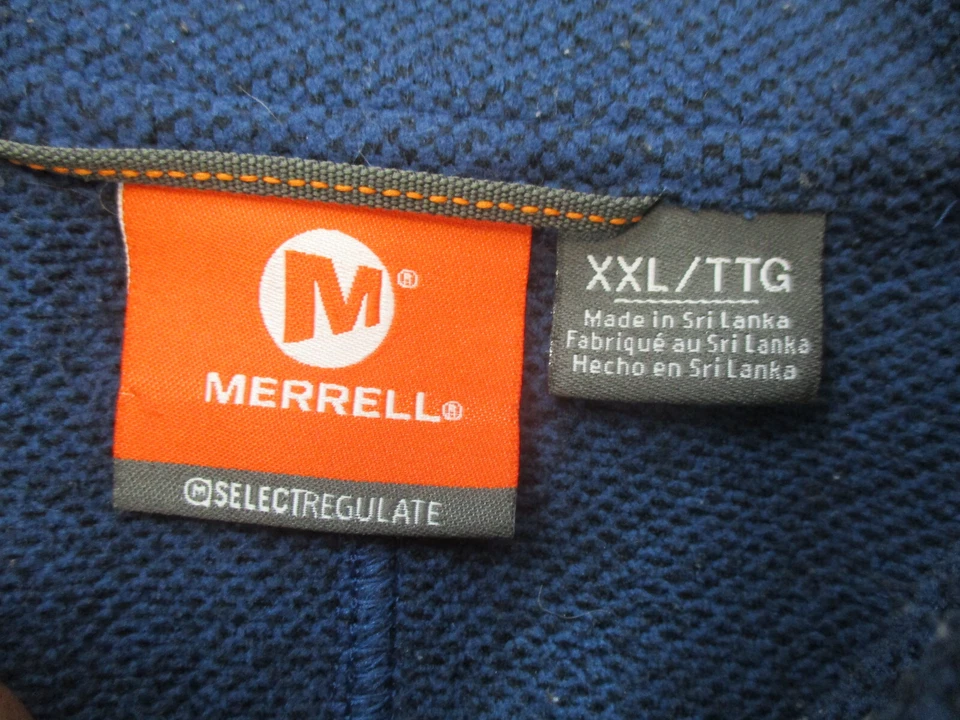 M®
MERRELL®
M SELECTREGULATE
XXL/TTG
Made in Sri Lanka
Fabriqué au Sri Lanka
Hecho en Sri Lanka